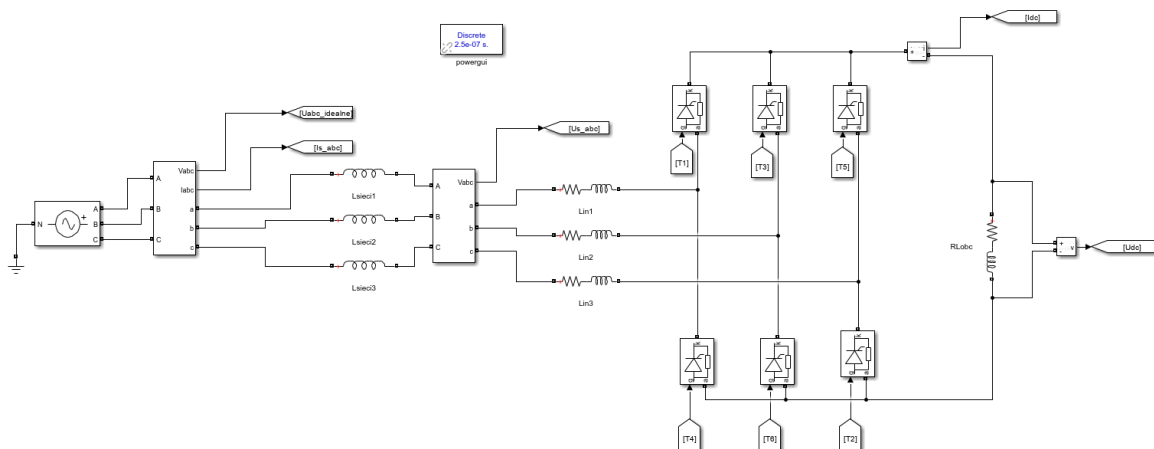 Discrete
2.5e-07 s.
powergui
[Idc]
[Uabc_idealne]
[Is_abc]
[Us_abc]
[T1]
[T3]
[T5]
N
A
B
C
A
B
C
Vabc
Iabc
a
b
c
Lsieci1
Lsieci2
Lsieci3
A
B
C
Vabc
a
b
c
Lin1
Lin2
Lin3
RLobc
+
-
v
[Udc]
[T4]
[T6]
[T2]